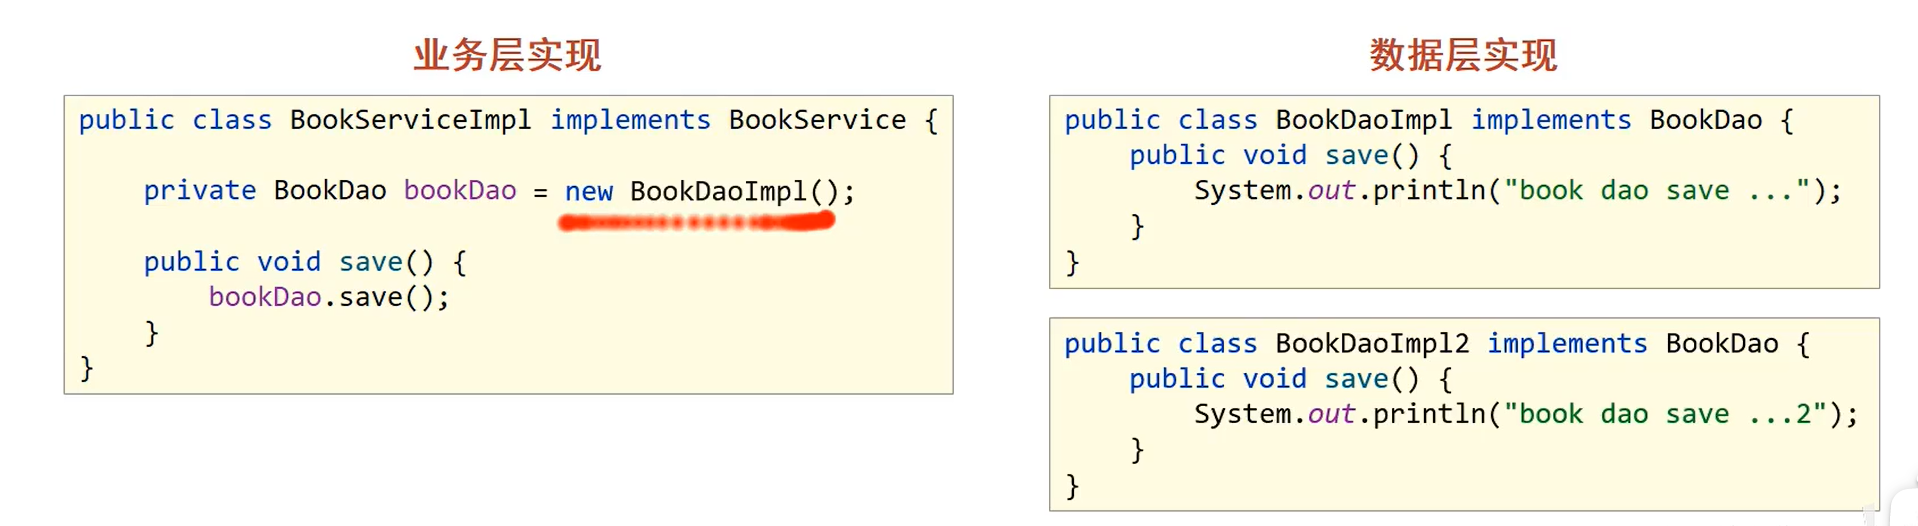 业务层实现
public class BookServiceImpl implements BookService {
private BookDao bookDao = new BookDaoImpl();
public void save() {
bookDao.save();
}
}
数据层实现
public class BookDaoImpl implements BookDao {
public void save() {
System.out.println("book dao save ...");
}
}
public class BookDaoImpl2 implements BookDao {
public void save() {
System.out.println("book dao save ...2");
}
}